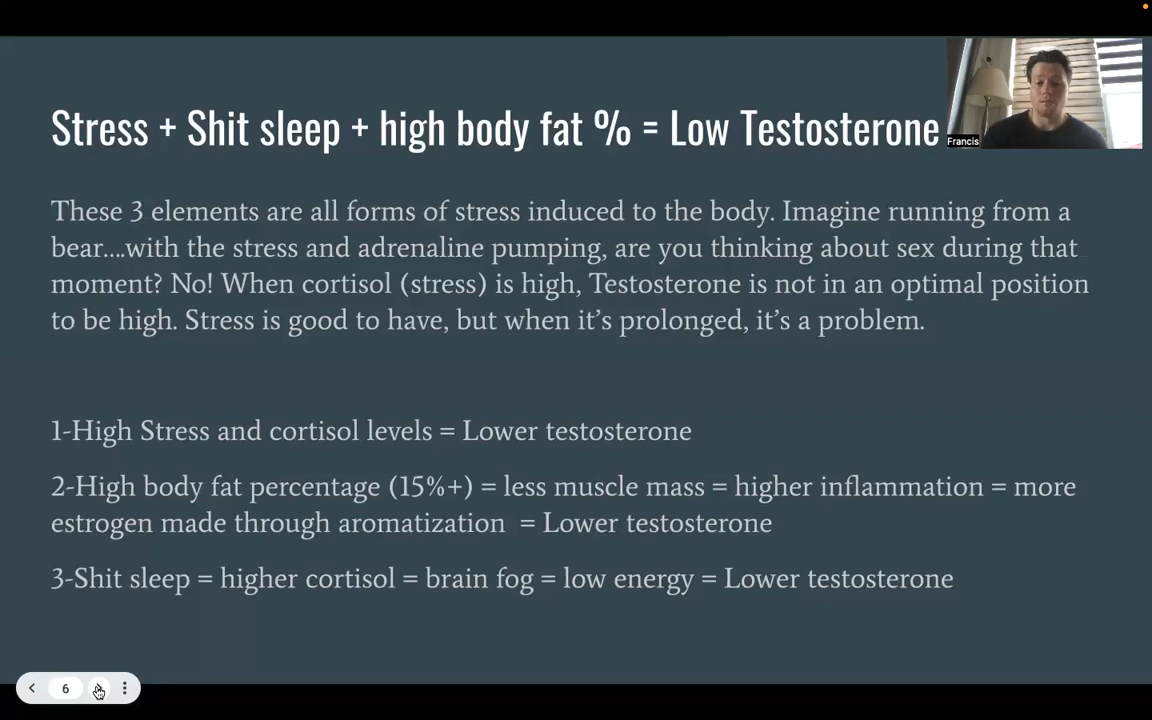 Stress + Shit sleep + high body fat % = Low Testosterone
Francis
These 3 elements are all forms of stress induced to the body. Imagine running from a
bear....with the stress and adrenaline pumping, are you thinking about sex during that
moment? No! When cortisol (stress) is high, Testosterone is not in an optimal position
to be high. Stress is good to have, but when it’s prolonged, it’s a problem.
1-High Stress and cortisol levels = Lower testosterone
2-High body fat percentage (15%+) = less muscle mass = higher inflammation = more
estrogen made through aromatization = Lower testosterone
3-Shit sleep = higher cortisol = brain fog = low energy = Lower testosterone
6